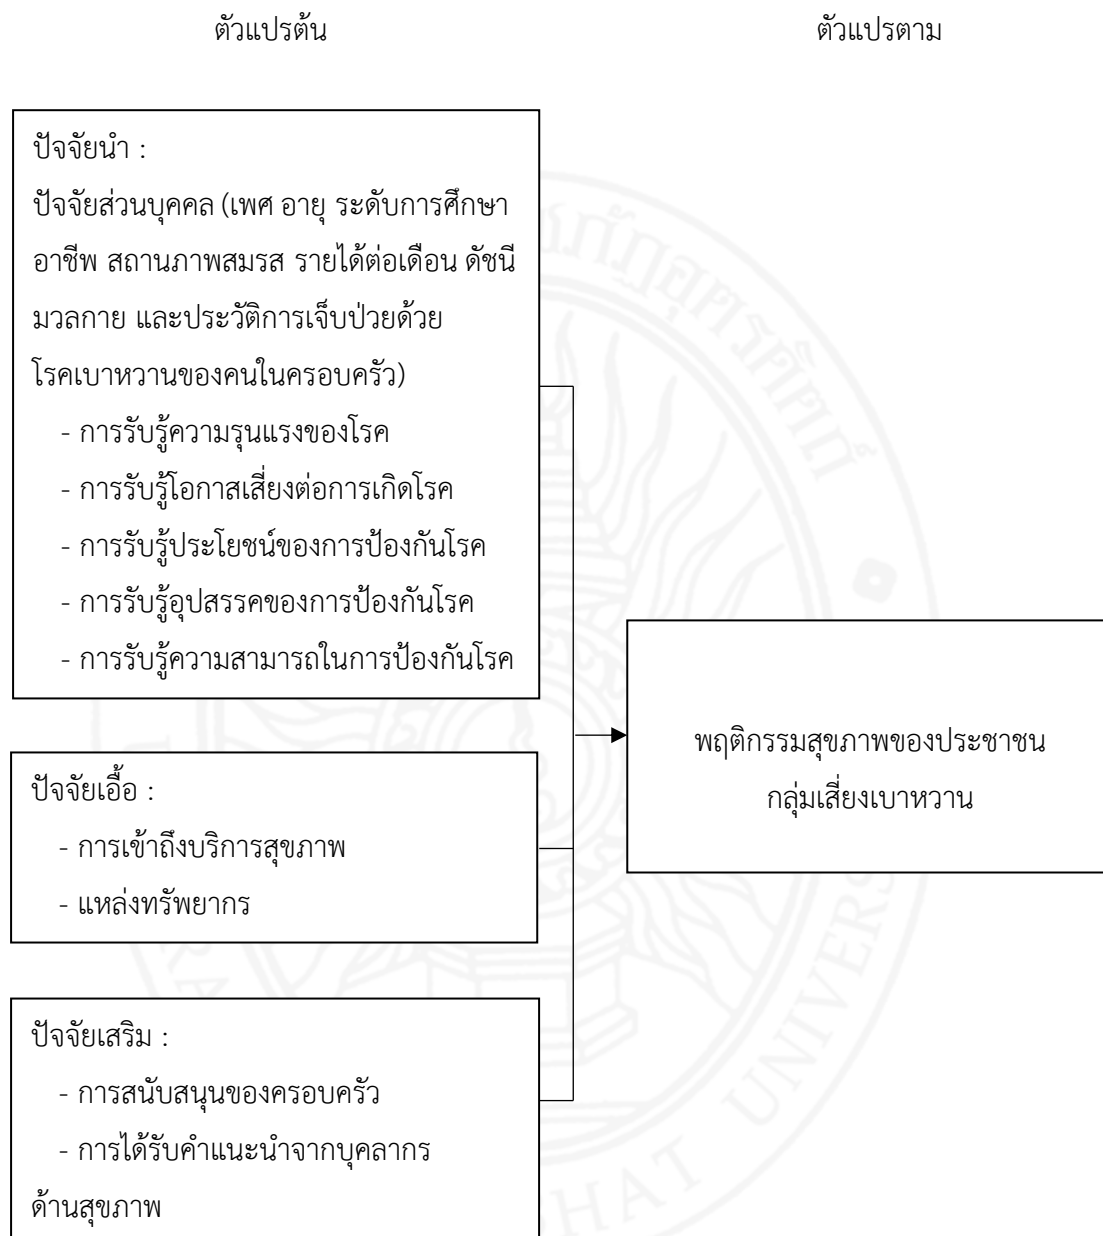 ตัวแปรต้น
ตัวแปรตาม
ปัจจัยนำ :
ปัจจัยส่วนบุคคล (เพศ อายุ ระดับการศึกษา
อาชีพ สถานภาพสมรส รายได้ต่อเดือน ดัชนี
มวลกาย และประวัติการเจ็บป่วยด้วย
โรคเบาหวานของคนในครอบครัว)
- การรับรู้ความรุนแรงของโรค
- การรับรู้โอกาสเสี่ยงต่อการเกิดโรค
- การรับรู้ประโยชน์ของการป้องกันโรค
- การรับรู้อุปสรรคของการป้องกันโรค
- การรับรู้ความสามารถในการป้องกันโรค
ปัจจัยเอื้อ :
- การเข้าถึงบริการสุขภาพ
- แหล่งทรัพยากร
ปัจจัยเสริม :
- การสนับสนุนของครอบครัว
- การได้รับคำแนะนำจากบุคลากร
ด้านสุขภาพ
พฤติกรรมสุขภาพของประชาชน
กลุ่มเสี่ยงเบาหวาน